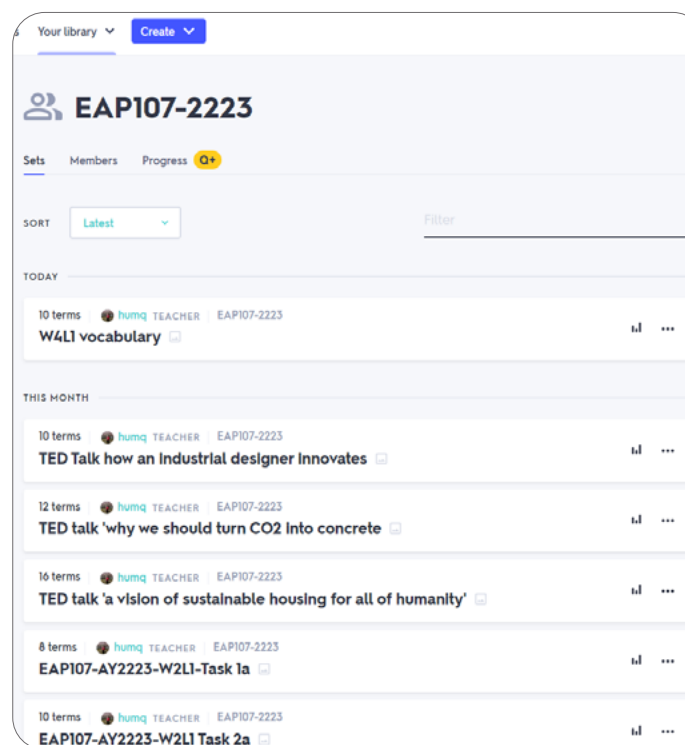 s Your library Create
EAP107-2223
Sets Members Progress Q+
SORT Latest Filter
TODAY
10 terms humq TEACHER EAP107-2223
W4L1 vocabulary
THIS MONTH
10 terms humq TEACHER EAP107-2223
TED Talk how an industrial designer innovates
12 terms humq TEACHER EAP107-2223
TED talk 'why we should turn CO2 into concrete
16 terms humq TEACHER EAP107-2223
TED talk 'a vision of sustainable housing for all of humanity'
8 terms humq TEACHER EAP107-2223
EAP107-AY2223-W2L1-Task 1a
10 terms humq TEACHER EAP107-2223
EAP107-AY2223-W2L1 Task 2a